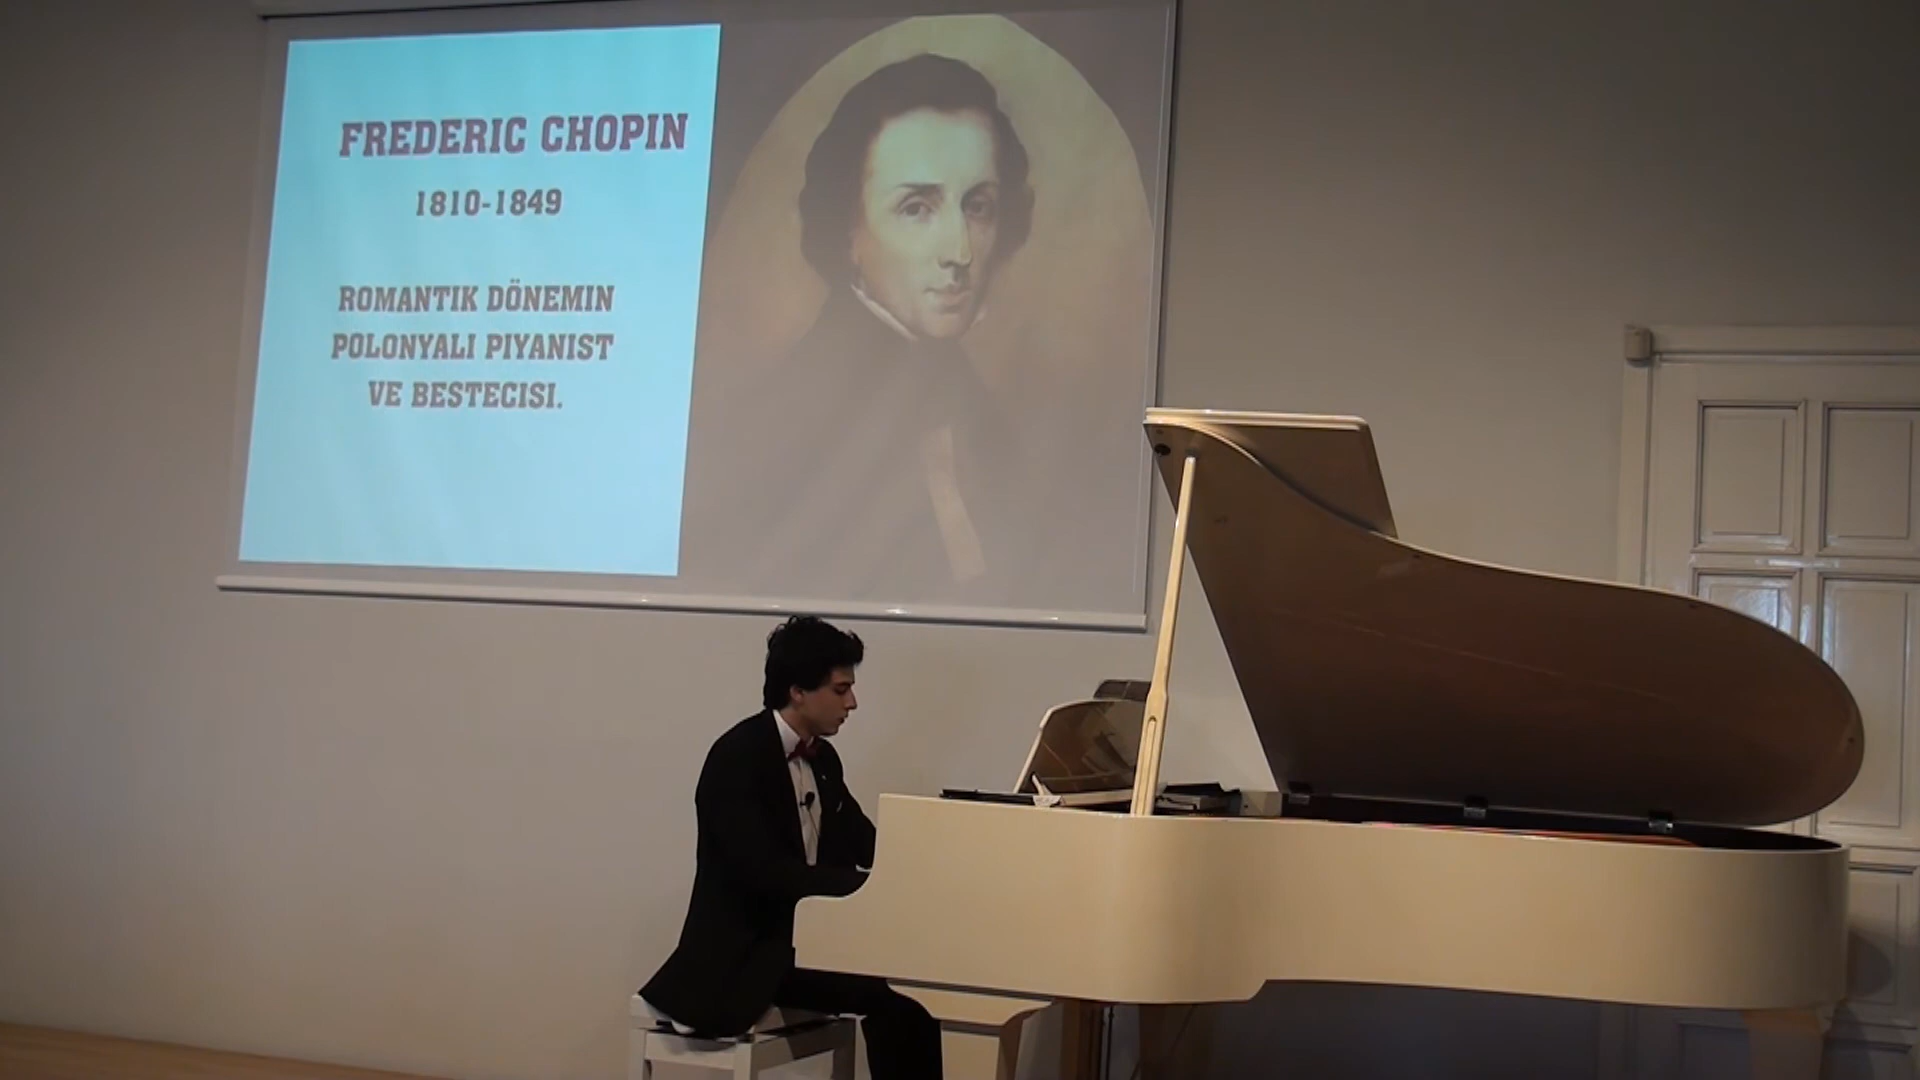 FREDERIC CHOPIN
1810-1849
ROMANTIK DÖNEMIN
POLONYALI PIYANIST
VE BESTECISI.